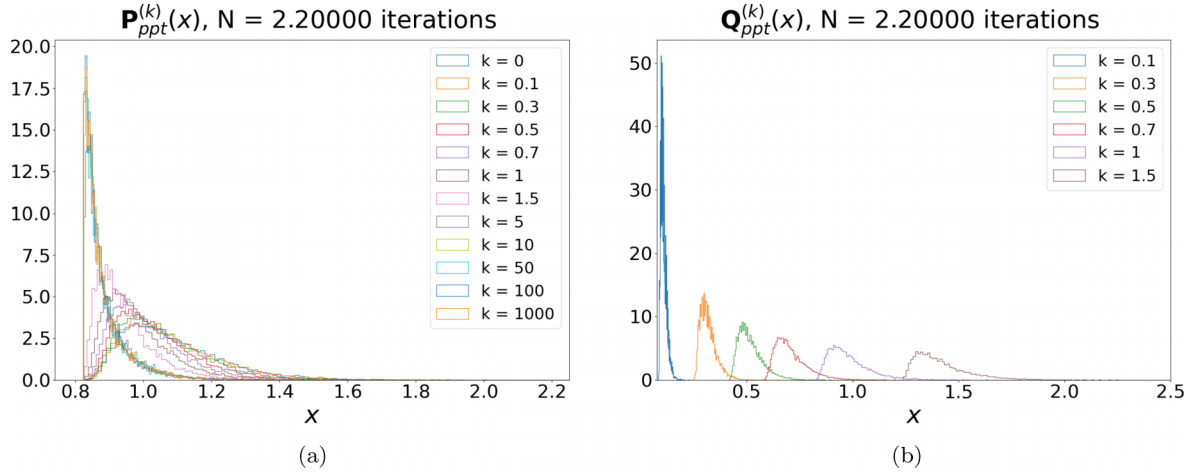 P_ppt^(k)(x), N = 2.20000 iterations
20.0
17.5
15.0
12.5
10.0
7.5
5.0
2.5
0.0
0.8
1.0
1.2
1.4
1.6
1.8
2.0
2.2
x
k = 0
k = 0.1
k = 0.3
k = 0.5
k = 0.7
k = 1
k = 1.5
k = 5
k = 10
k = 50
k = 100
k = 1000
(a)
Q_ppt^(k)(x), N = 2.20000 iterations
50
40
30
20
10
0
0.5
1.0
1.5
2.0
2.5
x
k = 0.1
k = 0.3
k = 0.5
k = 0.7
k = 1
k = 1.5
(b)